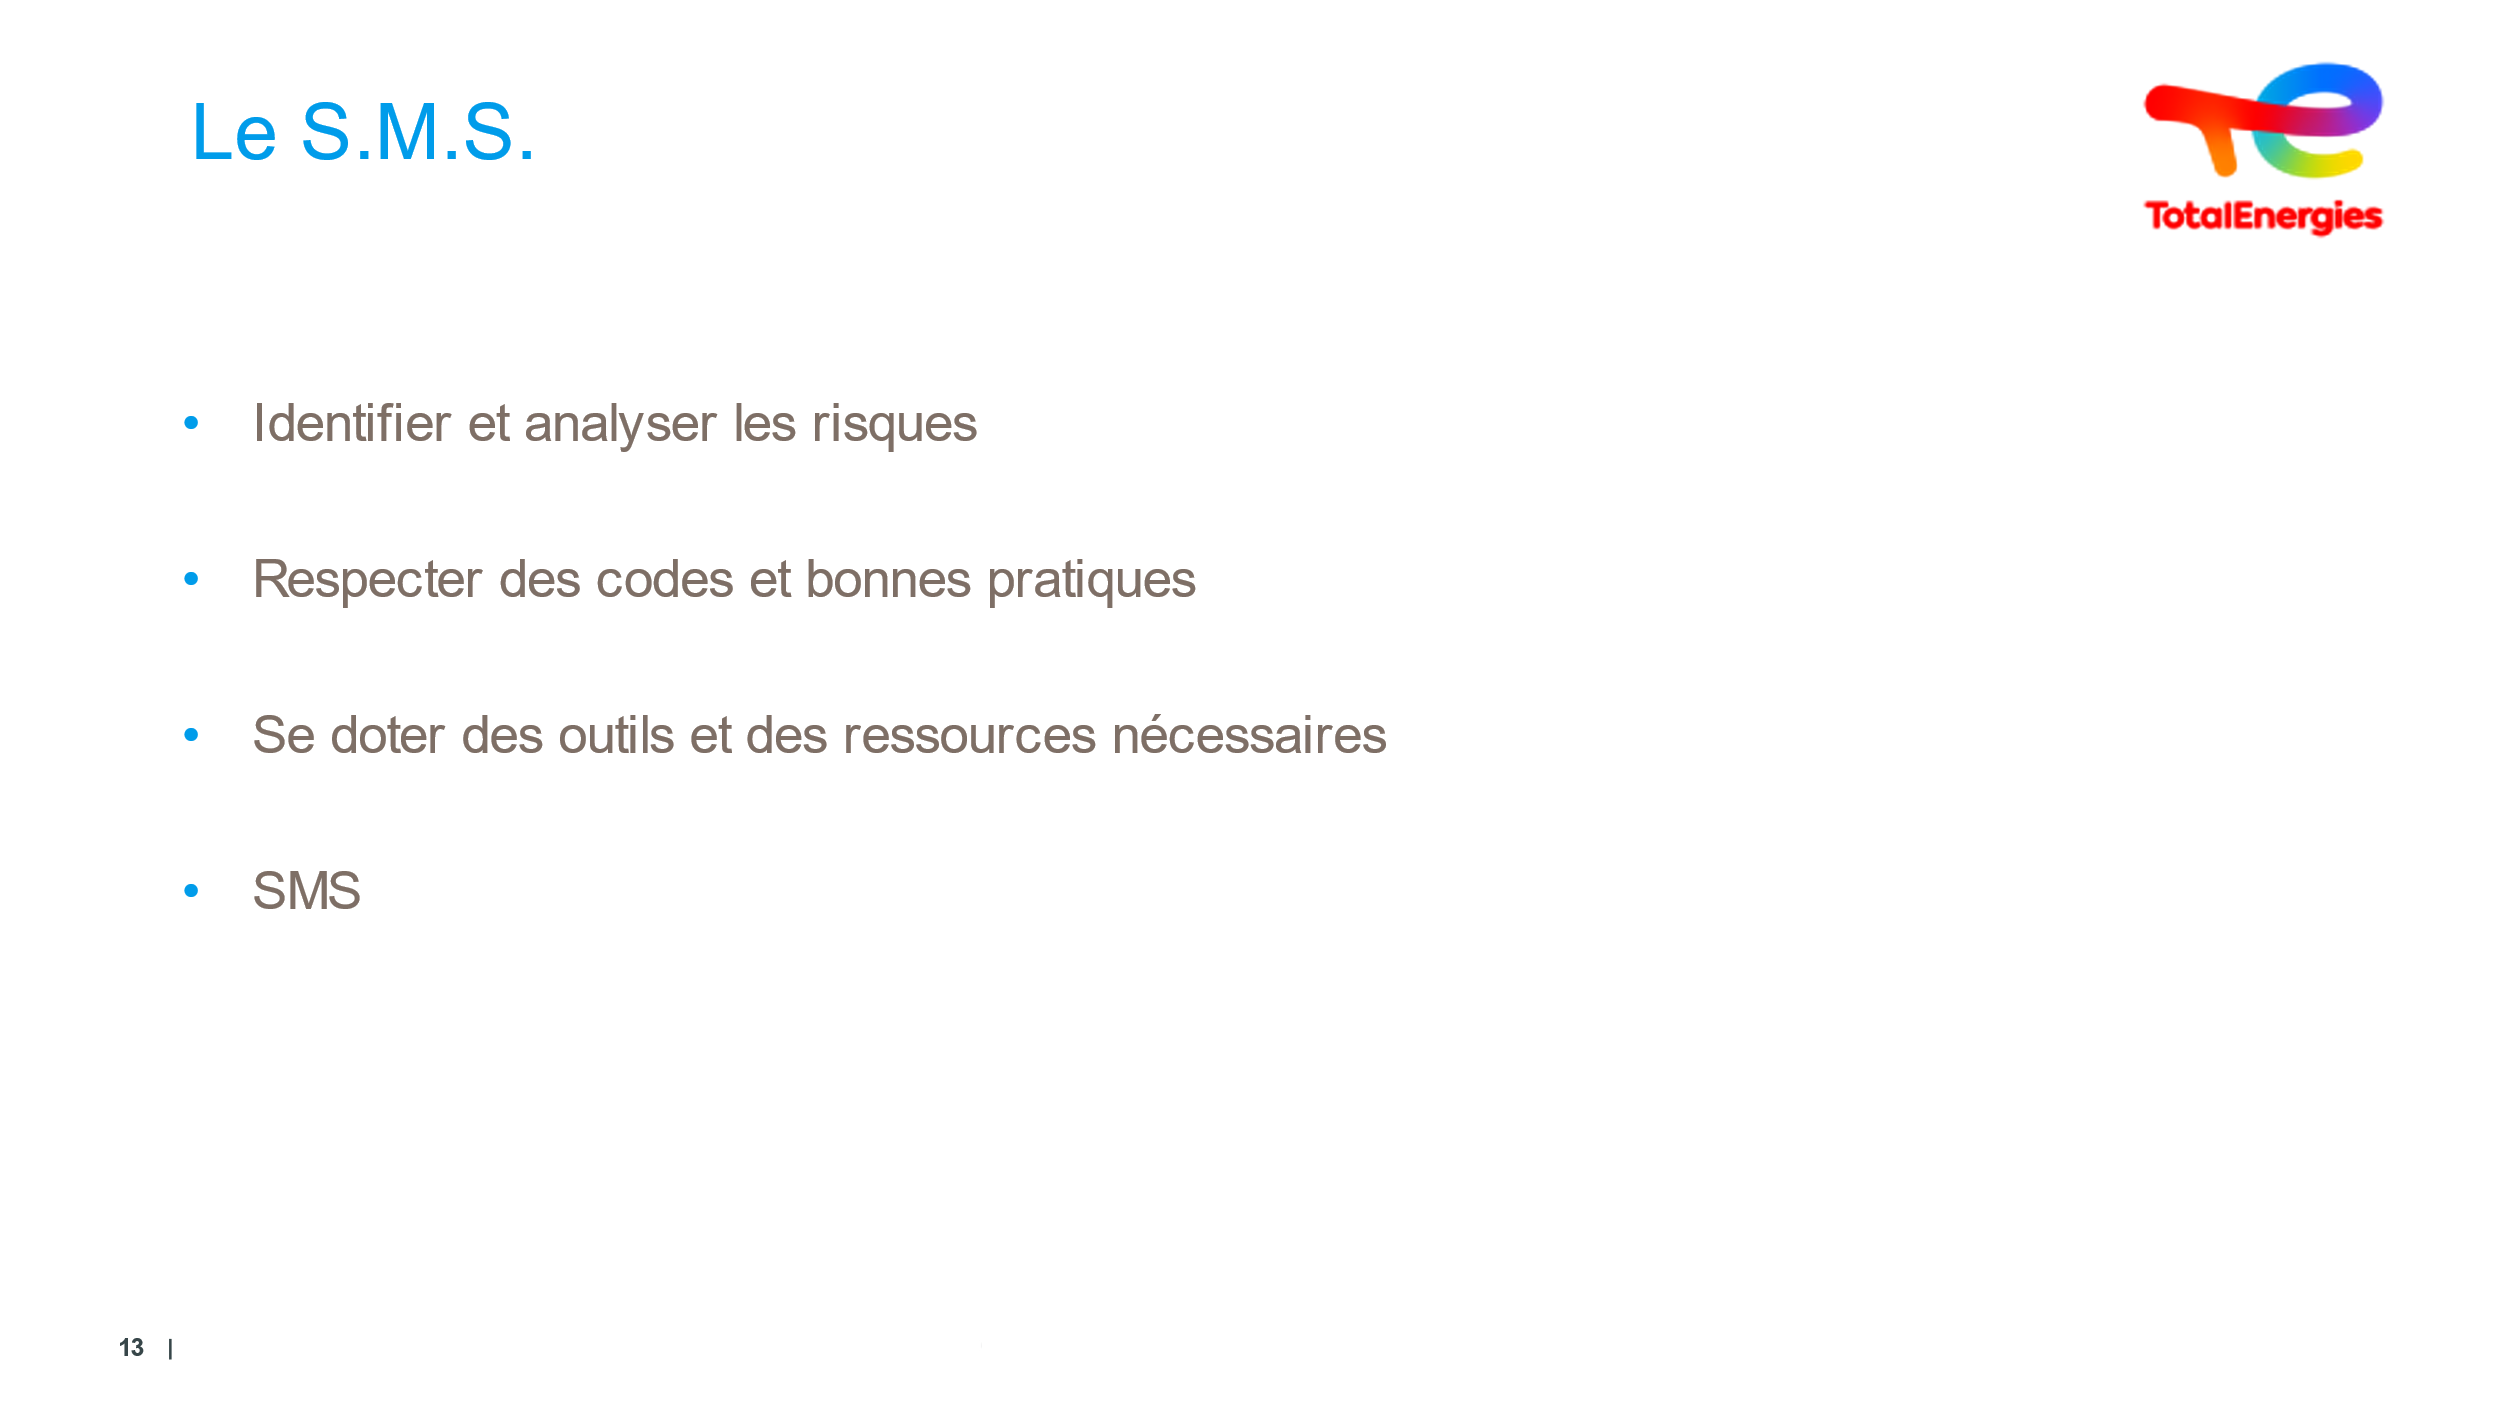 Le S.M.S.
TotalEnergies
• Identifier et analyser les risques
• Respecter des codes et bonnes pratiques
• Se doter des outils et des ressources nécessaires
• SMS
13 |